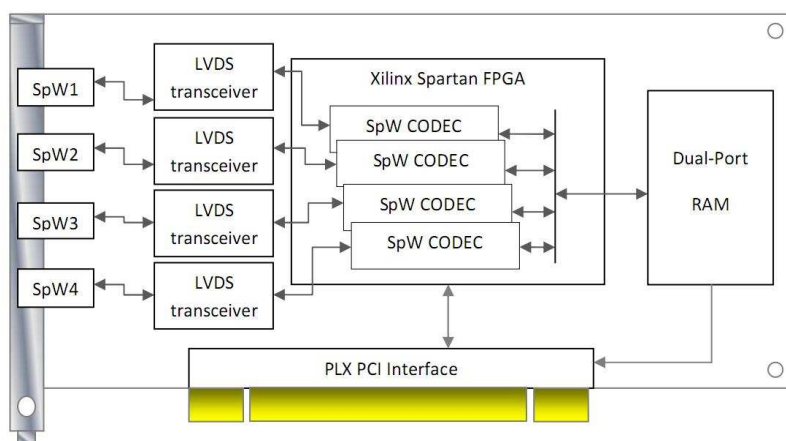 SpW1
SpW2
SpW3
SpW4
LVDS
transceiver
LVDS
transceiver
LVDS
transceiver
LVDS
transceiver
Xilinx Spartan FPGA
SpW CODEC
SpW CODEC
SpW CODEC
SpW CODEC
Dual-Port
RAM
PLX PCI Interface